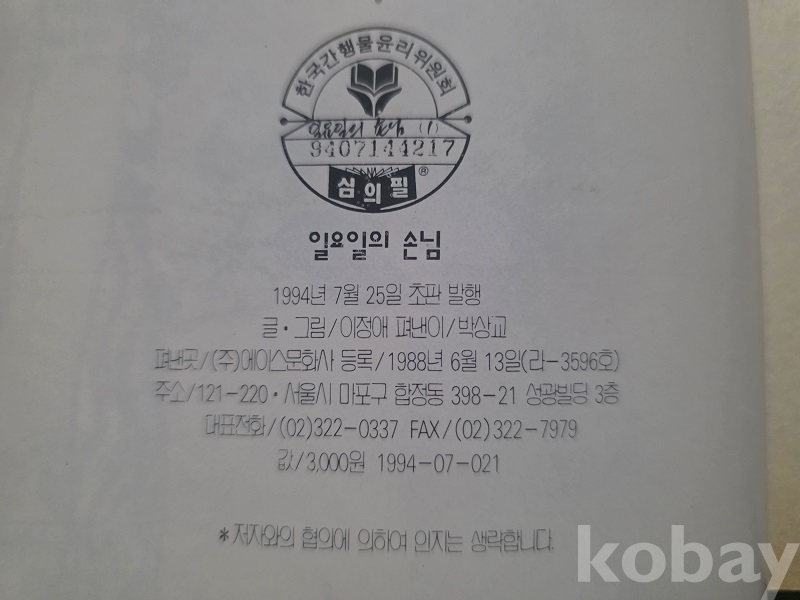 한국간행물윤리위원회
일요일의 손님 (1)
9407144217
심의필®
일요일의 손님
1994년 7월 25일 초판 발행
글·그림/이정애 펴낸이/박상교
펴낸곳/(주)에이스문화사 등록/1988년 6월 13일(라-3596호)
주소/121-220·서울시 마포구 합정동 398-21 성광빌딩 3층
대표전화/(02)322-0337 FAX/(02)322-7979
값/3,000원 1994-07-021
*저자와의 협의에 의하여 인지는 생략합니다.
kobay